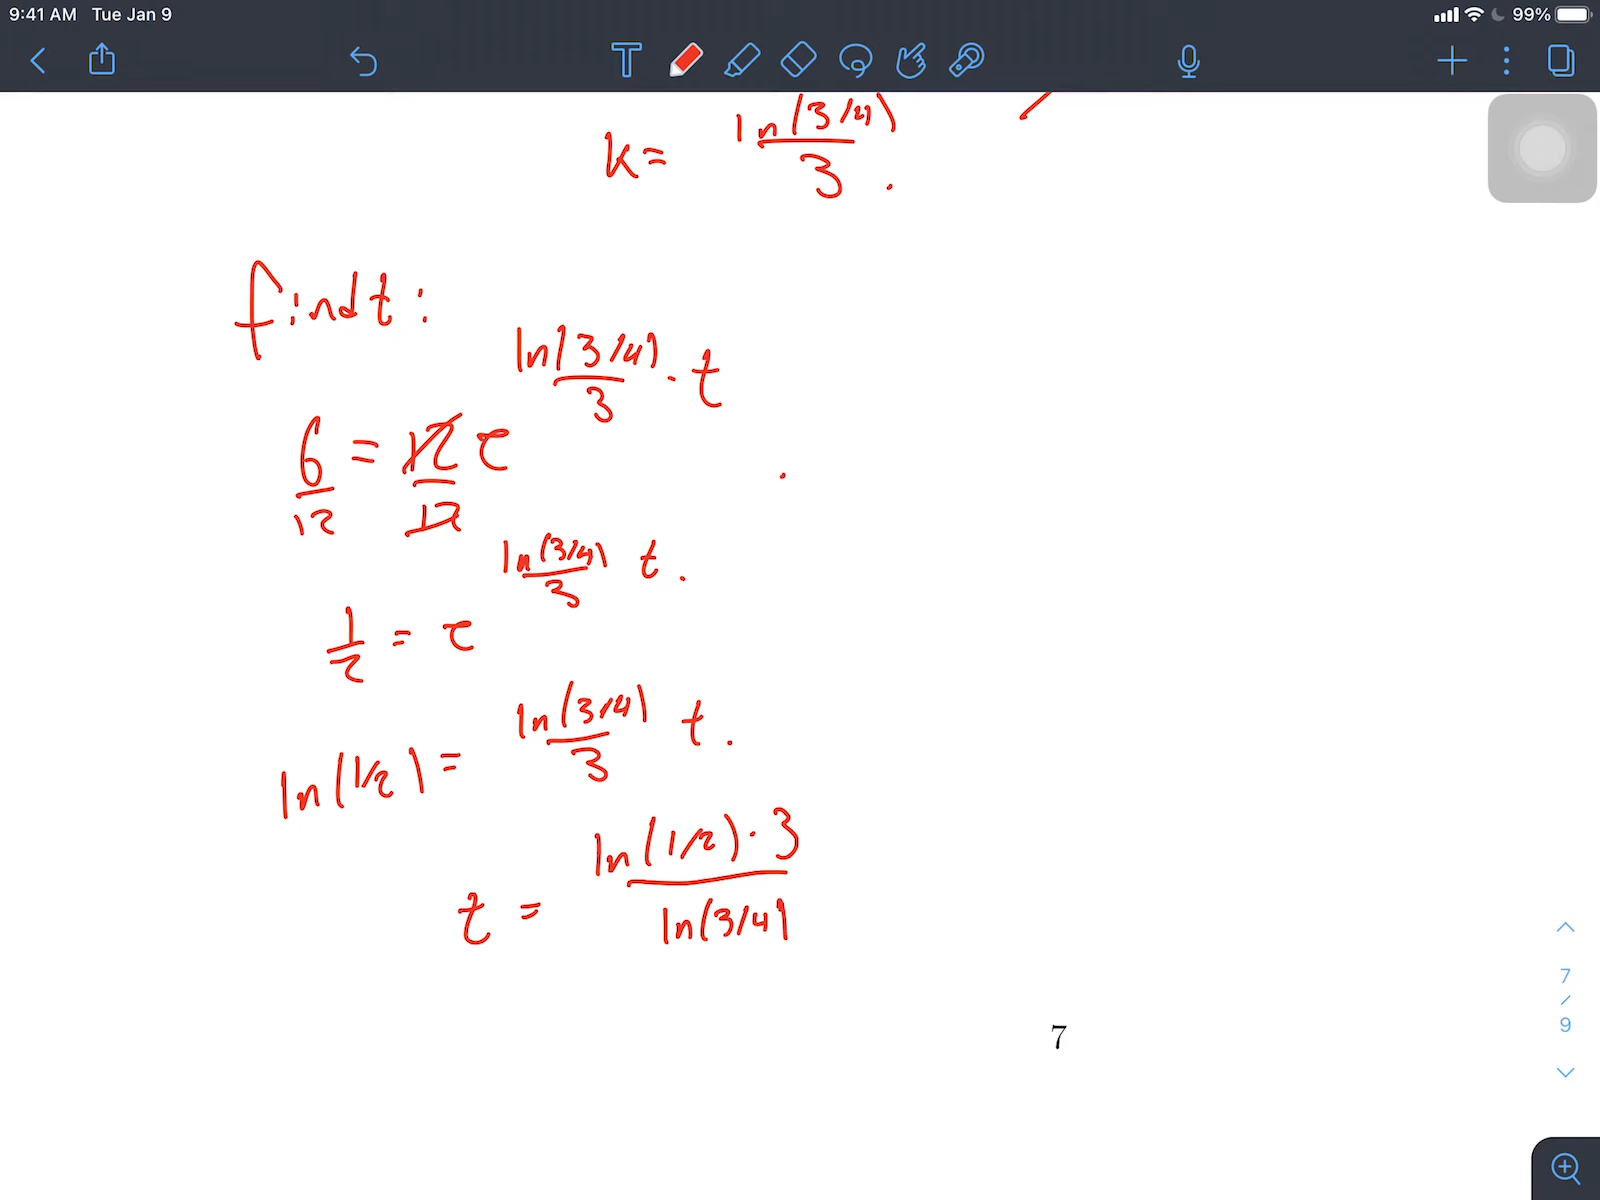 9:41 AM Tue Jan 9 99%
k = ln(3/4)/3 .
find t :
6/12 = 12/12 e^(ln(3/4)/3 · t) .
1/2 = e^(ln(3/4)/3 t) .
ln(1/2) = ln(3/4)/3 t .
t = ln(1/2)·3 / ln(3/4)
7 / 9
7